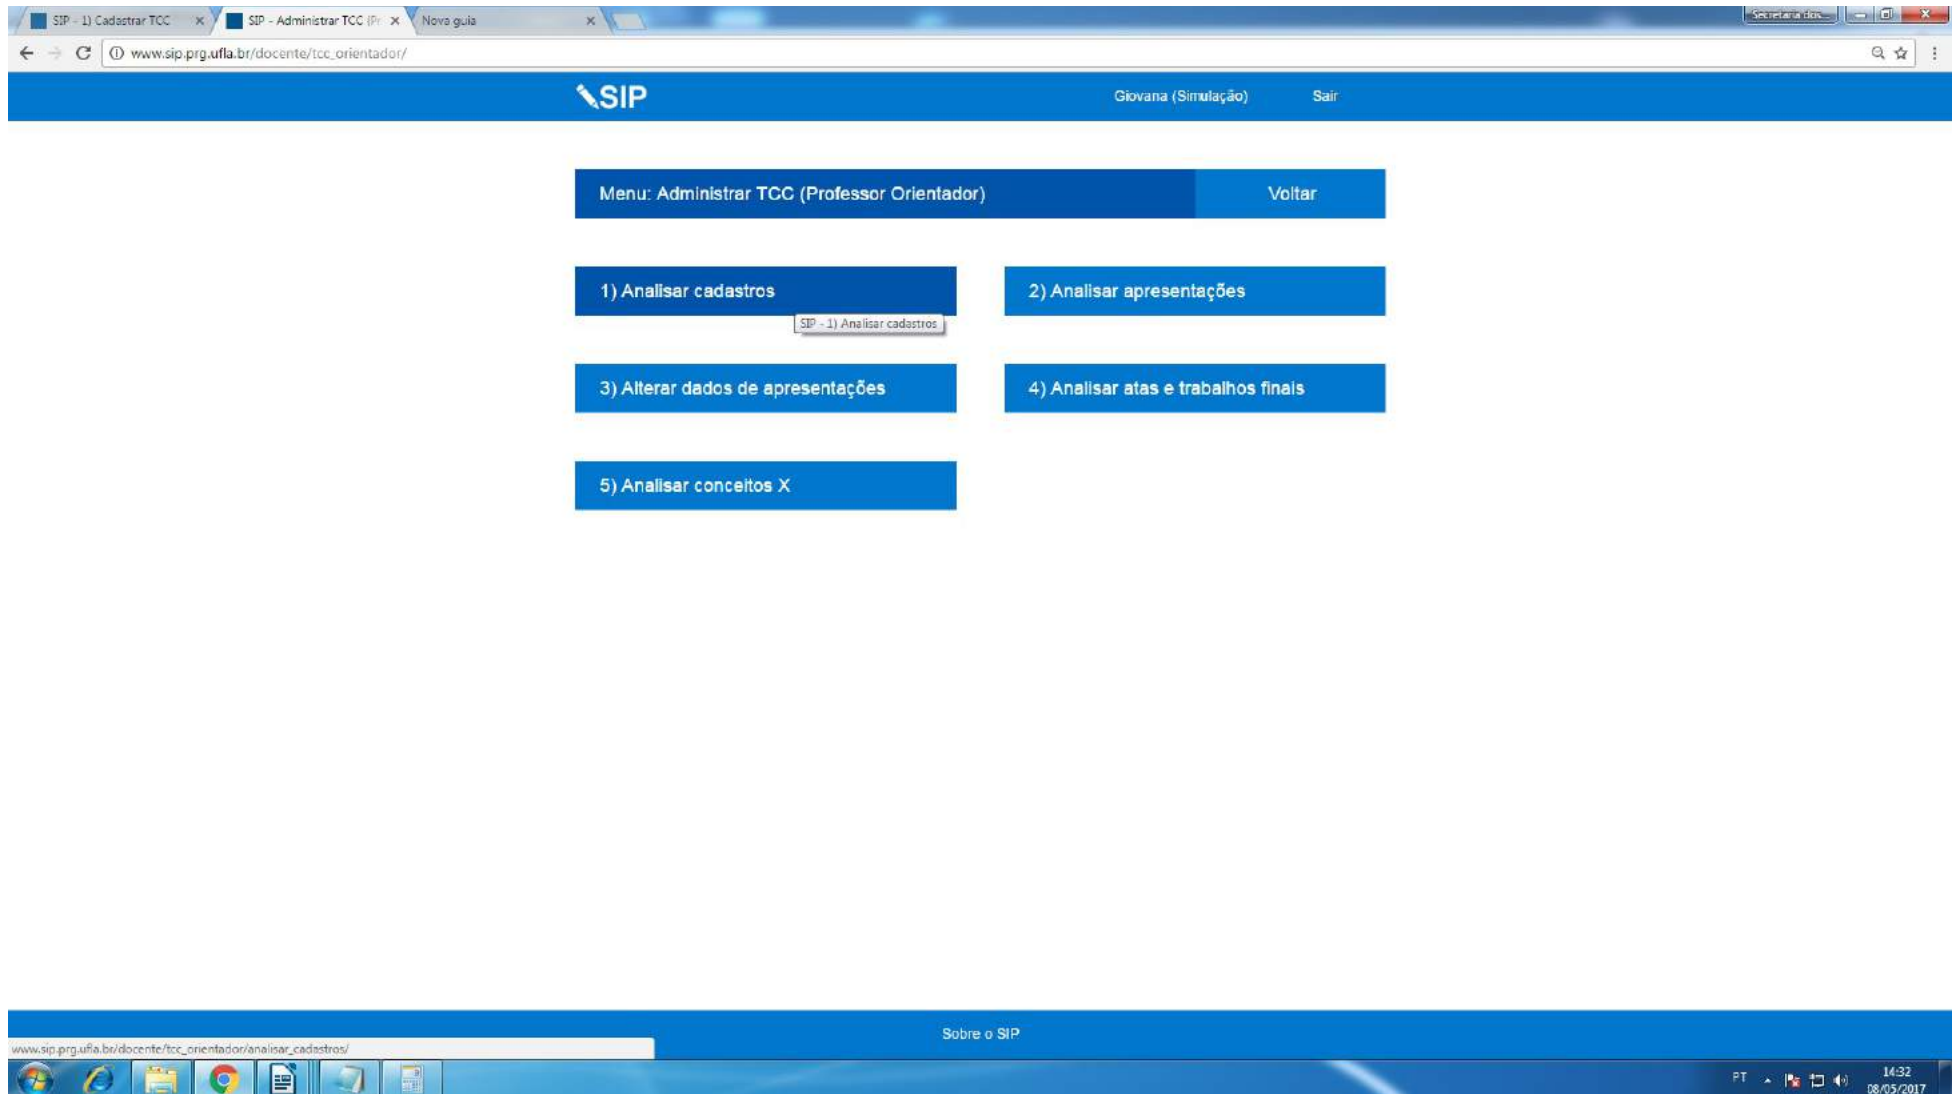 SIP - 1) Cadastrar TCC
SIP - Administrar TCC (Pr
Nova guia
Secretaria dos...
www.sip.prg.ufla.br/docente/tcc_orientador/
SIP
Giovana (Simulação)
Sair
Menu: Administrar TCC (Professor Orientador)
Voltar
1) Analisar cadastros
2) Analisar apresentações
SIP - 1) Analisar cadastros
3) Alterar dados de apresentações
4) Analisar atas e trabalhos finais
5) Analisar conceitos X
Sobre o SIP
www.sip.prg.ufla.br/docente/tcc_orientador/analisar_cadastros/
PT
14:32
08/05/2017